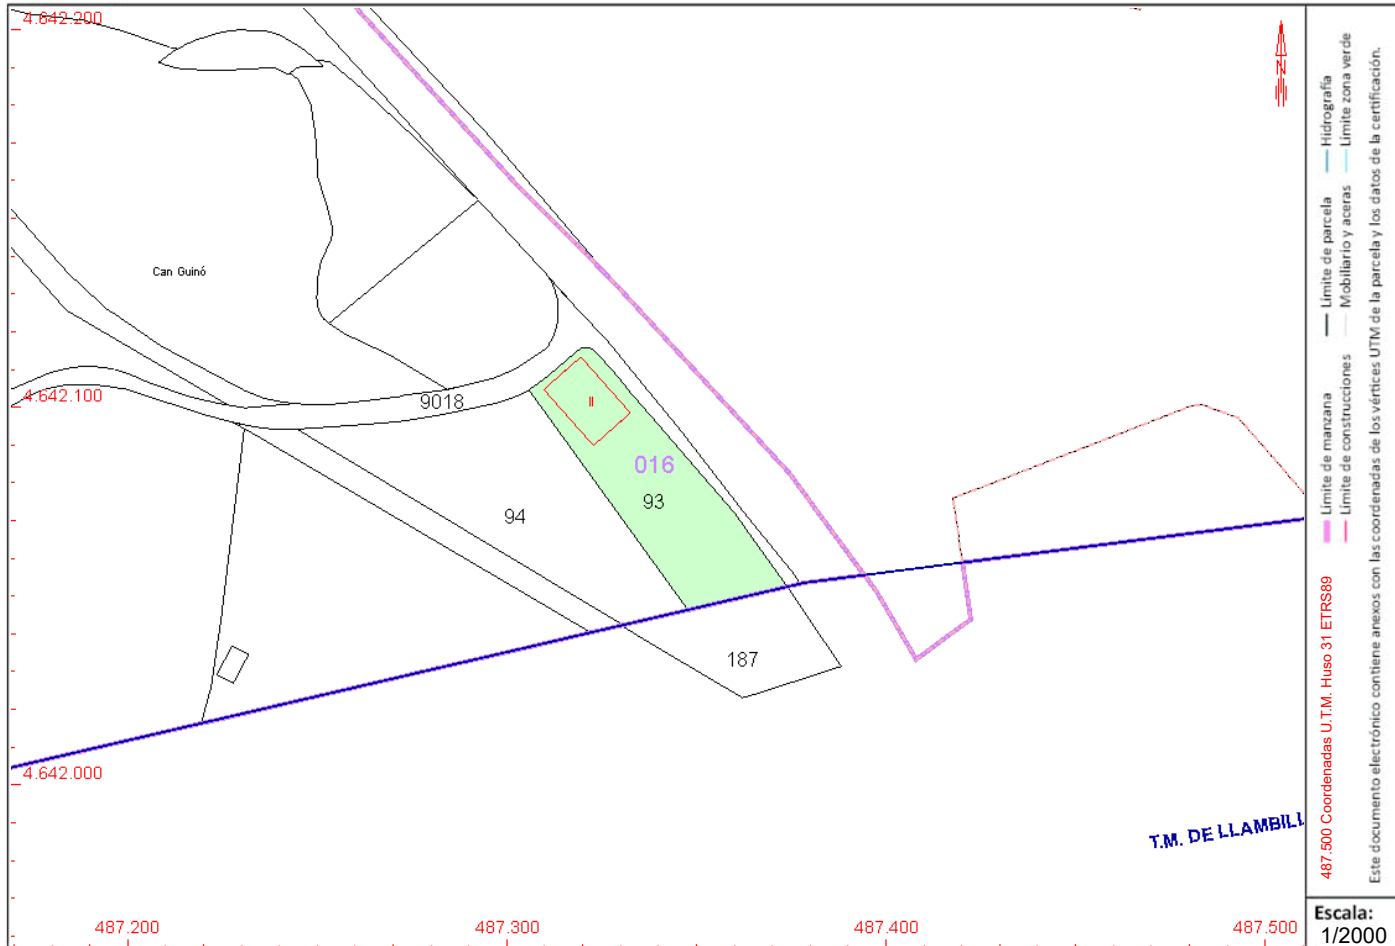 4.642.200
N
Can Guinó
4.642.100
9018
II
016
93
94
187
4.642.000
T.M. DE LLAMBILL
487.200
487.300
487.400
487.500
Límite de manzana
Límite de parcela
Hidrografía
Límite de construcciones
Mobiliario y aceras
Límite zona verde
487.500 Coordenadas U.T.M. Huso 31 ETRS89
Este documento electrónico contiene anexos con las coordenadas de los vértices UTM de la parcela y los datos de la certificación.
Escala:
1/2000